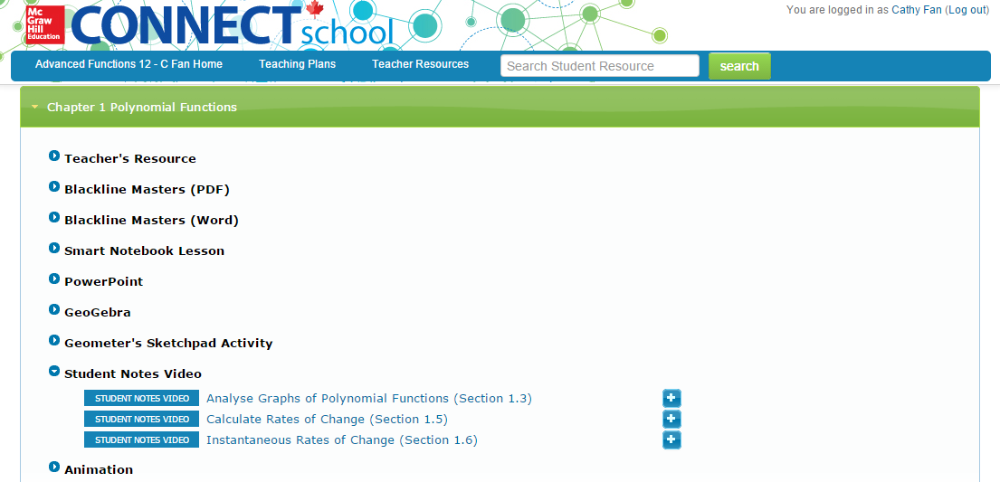 You are logged in as Cathy Fan (Log out)
Mc
Graw
Hill
Education
CONNECT school
Advanced Functions 12 - C Fan Home Teaching Plans Teacher Resources Search Student Resource search
Chapter 1 Polynomial Functions
Teacher's Resource
Blackline Masters (PDF)
Blackline Masters (Word)
Smart Notebook Lesson
PowerPoint
GeoGebra
Geometer's Sketchpad Activity
Student Notes Video
STUDENT NOTES VIDEO Analyse Graphs of Polynomial Functions (Section 1.3)
STUDENT NOTES VIDEO Calculate Rates of Change (Section 1.5)
STUDENT NOTES VIDEO Instantaneous Rates of Change (Section 1.6)
Animation